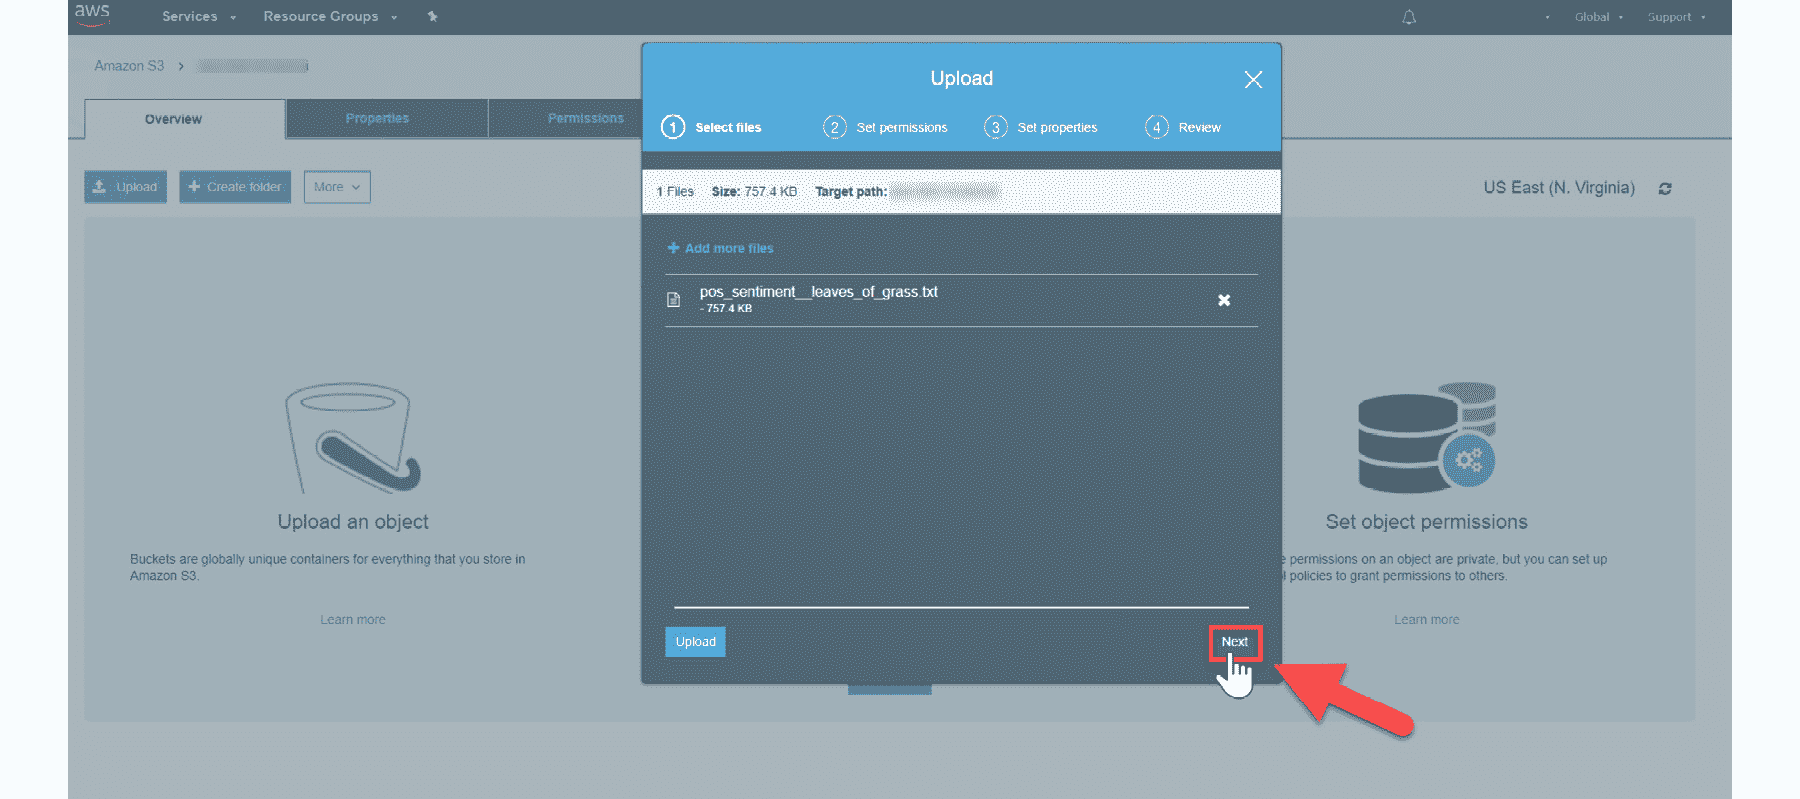 aws Services Resource Groups Global Support
Amazon S3
Overview Properties Permissions
Upload Create folder More
US East (N. Virginia)
Upload an object
Buckets are globally unique containers for everything that you store in
Amazon S3.
Learn more
Upload
1 Select files 2 Set permissions 3 Set properties 4 Review
1 Files Size: 757.4 KB Target path:
Add more files
pos_sentiment__leaves_of_grass.txt
- 757.4 KB
Upload Next
Set object permissions
permissions on an object are private, but you can set up
policies to grant permissions to others.
Learn more